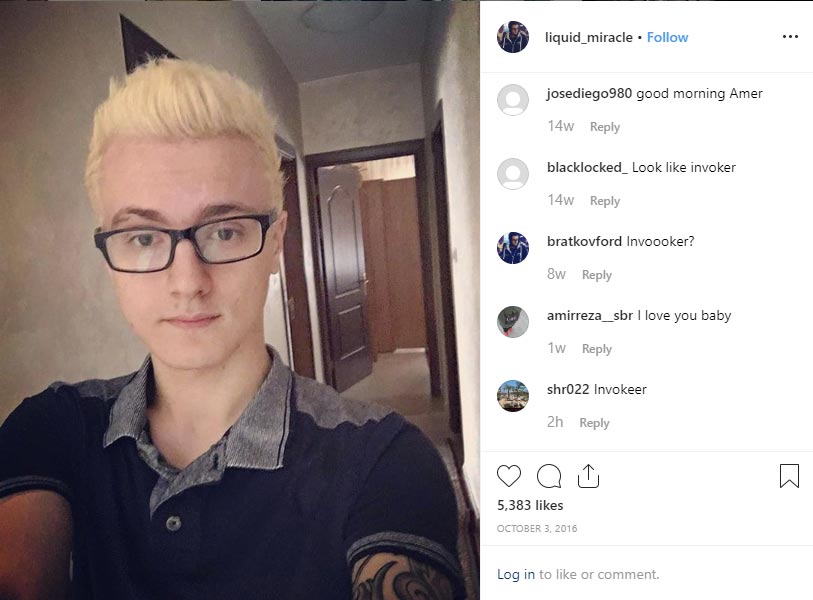 liquid_miracle • Follow
josediego980 good morning Amer
14w Reply
blacklocked_ Look like invoker
14w Reply
bratkovford Invoooker?
8w Reply
amirreza__sbr I love you baby
1w Reply
shr022 Invokeer
2h Reply
5,383 likes
OCTOBER 3, 2016
Log in to like or comment.